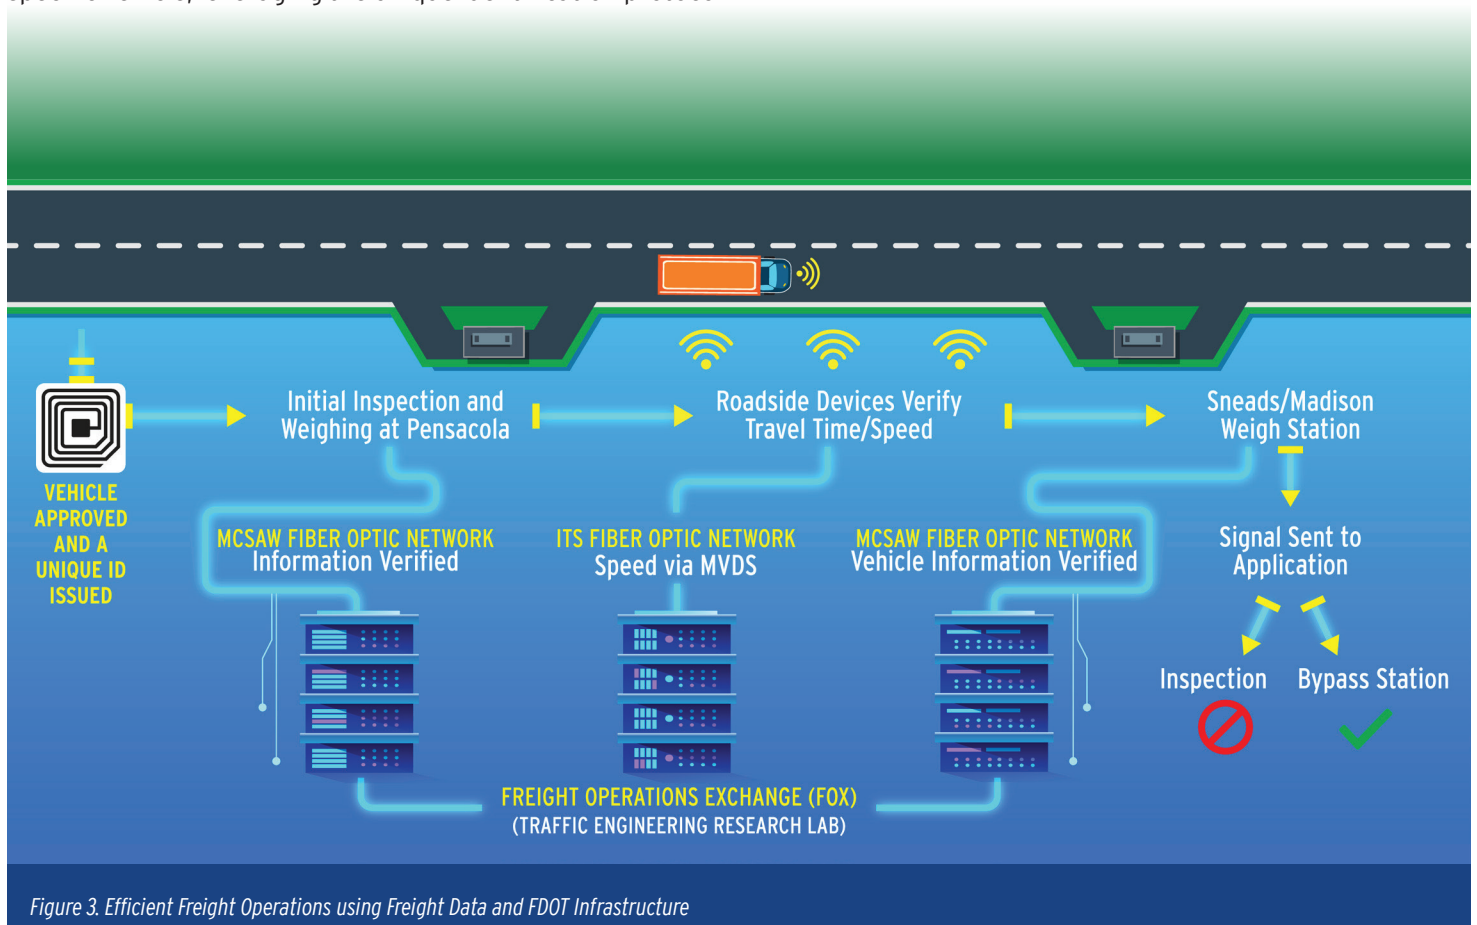 Initial Inspection and
Weighing at Pensacola
Roadside Devices Verify
Travel Time/Speed
Sneads/Madison
Weigh Station
VEHICLE
APPROVED
AND A
UNIQUE ID
ISSUED
MCSAW FIBER OPTIC NETWORK
Information Verified
ITS FIBER OPTIC NETWORK
Speed via MVDS
MCSAW FIBER OPTIC NETWORK
Vehicle Information Verified
Signal Sent to
Application
Inspection
Bypass Station
FREIGHT OPERATIONS EXCHANGE (FOX)
(TRAFFIC ENGINEERING RESEARCH LAB)
Figure 3. Efficient Freight Operations using Freight Data and FDOT Infrastructure